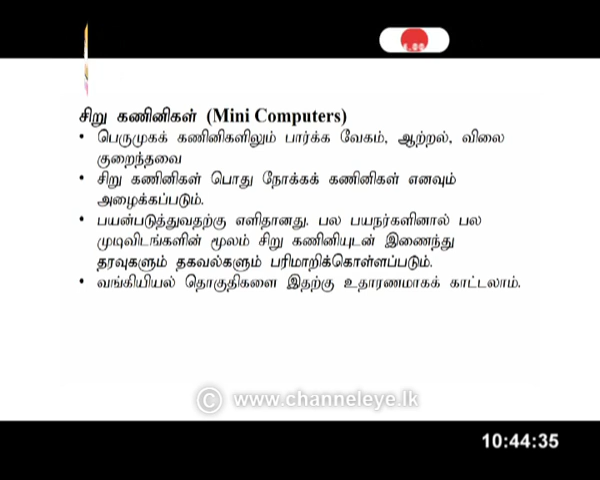 சிறு கணினிகள் (Mini Computers)
• பெருமுகக் கணினிகளிலும் பார்க்க வேகம், ஆற்றல், விலை
குறைந்தவை
• சிறு கணினிகள் பொது நோக்கக் கணினிகள் எனவும்
அழைக்கப்படும்.
• பயன்படுத்துவதற்கு எளிதானது. பல பயநர்களினால் பல
முடிவிடங்களின் மூலம் சிறு கணினியுடன் இணைந்து
தரவுகளும் தகவல்களும் பரிமாறிக்கொள்ளப்படும்.
• வங்கியியல் தொகுதிகளை இதற்கு உதாரணமாகக் காட்டலாம்.
© www.channeleye.lk
10:44:35